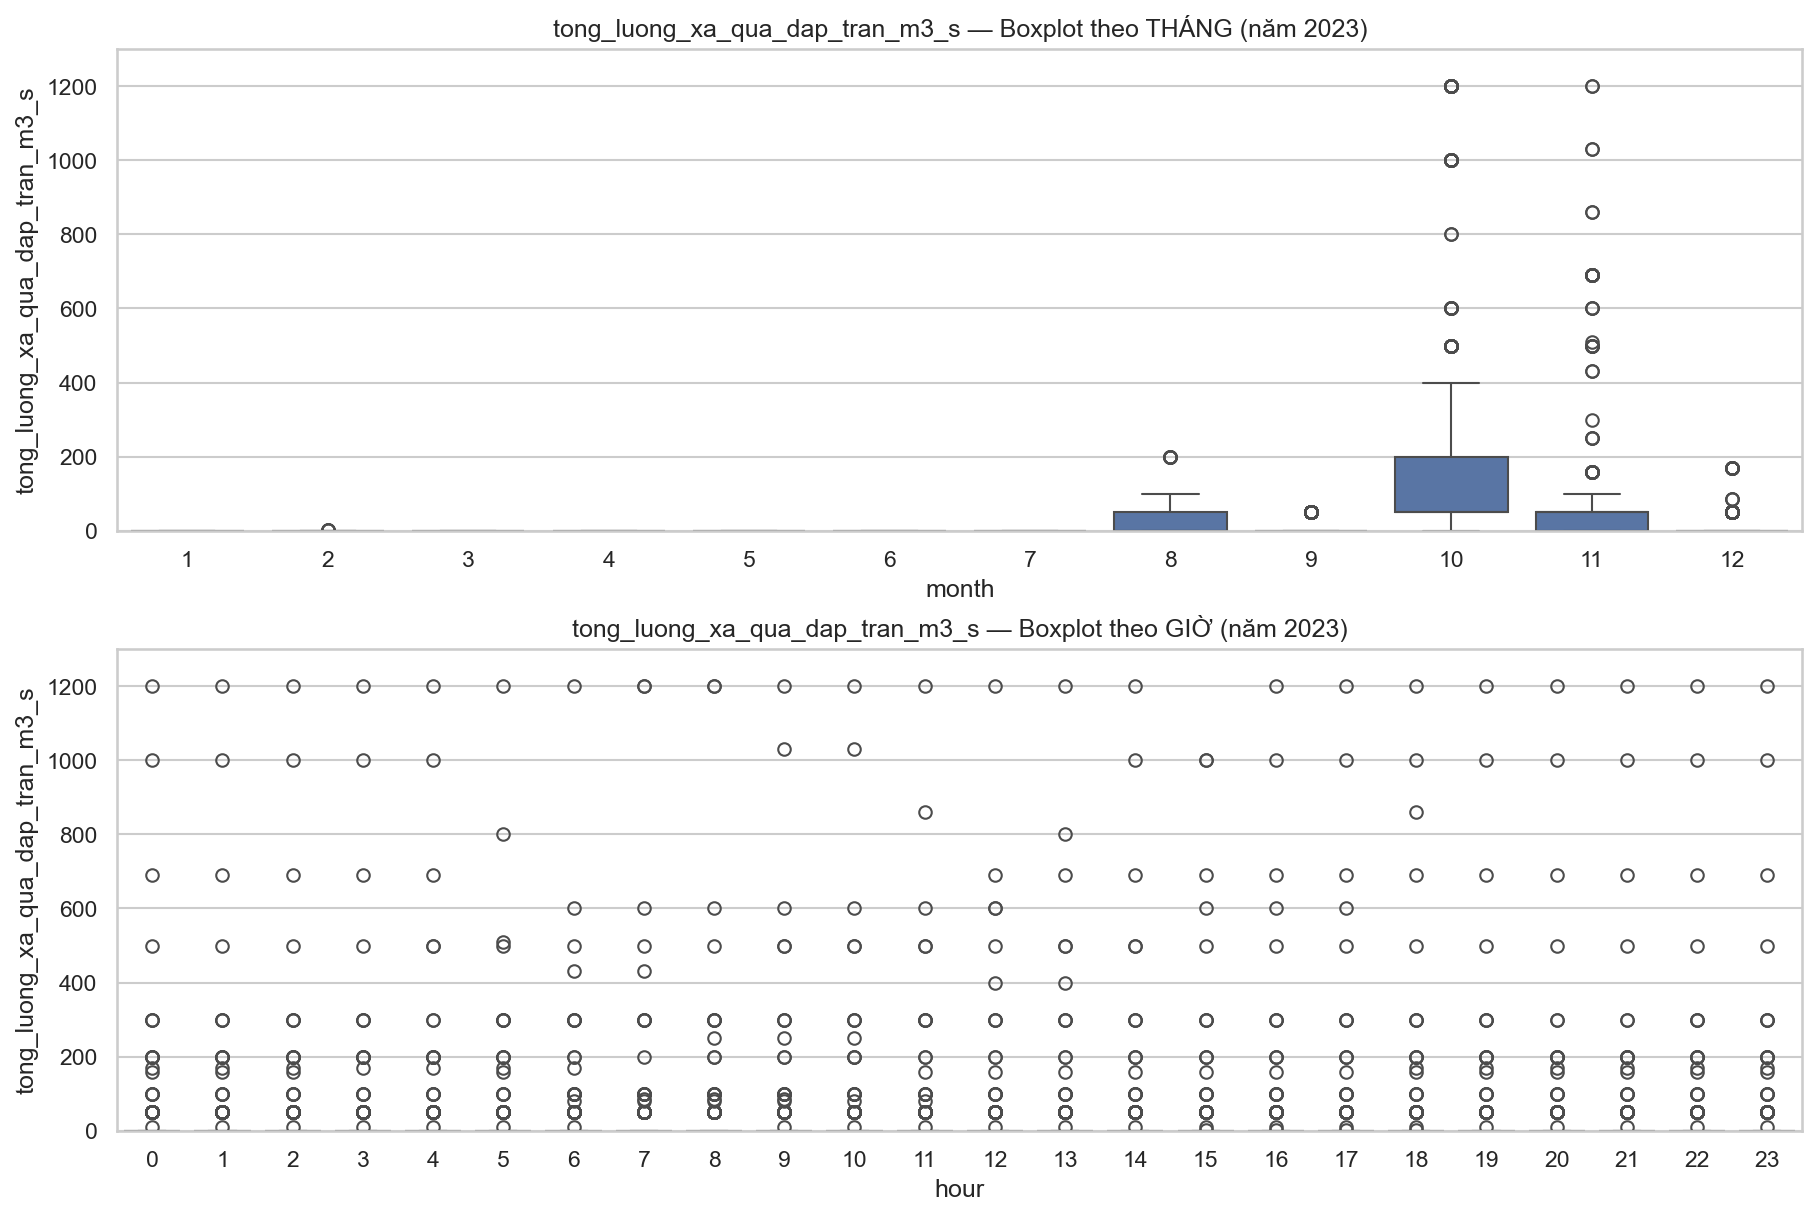 tong_luong_xa_qua_dap_tran_m3_s — Boxplot theo THÁNG (năm 2023)
tong_luong_xa_qua_dap_tran_m3_s
1200
1000
800
600
400
200
0
1 2 3 4 5 6 7 8 9 10 11 12
month
tong_luong_xa_qua_dap_tran_m3_s — Boxplot theo GIỜ (năm 2023)
tong_luong_xa_qua_dap_tran_m3_s
1200
1000
800
600
400
200
0
0 1 2 3 4 5 6 7 8 9 10 11 12 13 14 15 16 17 18 19 20 21 22 23
hour